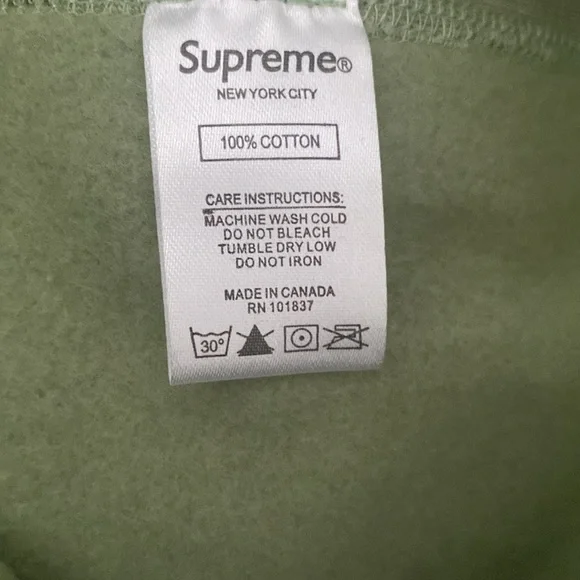 Supreme®
NEW YORK CITY
100% COTTON
CARE INSTRUCTIONS:
MACHINE WASH COLD
DO NOT BLEACH
TUMBLE DRY LOW
DO NOT IRON
MADE IN CANADA
RN 101837
30°